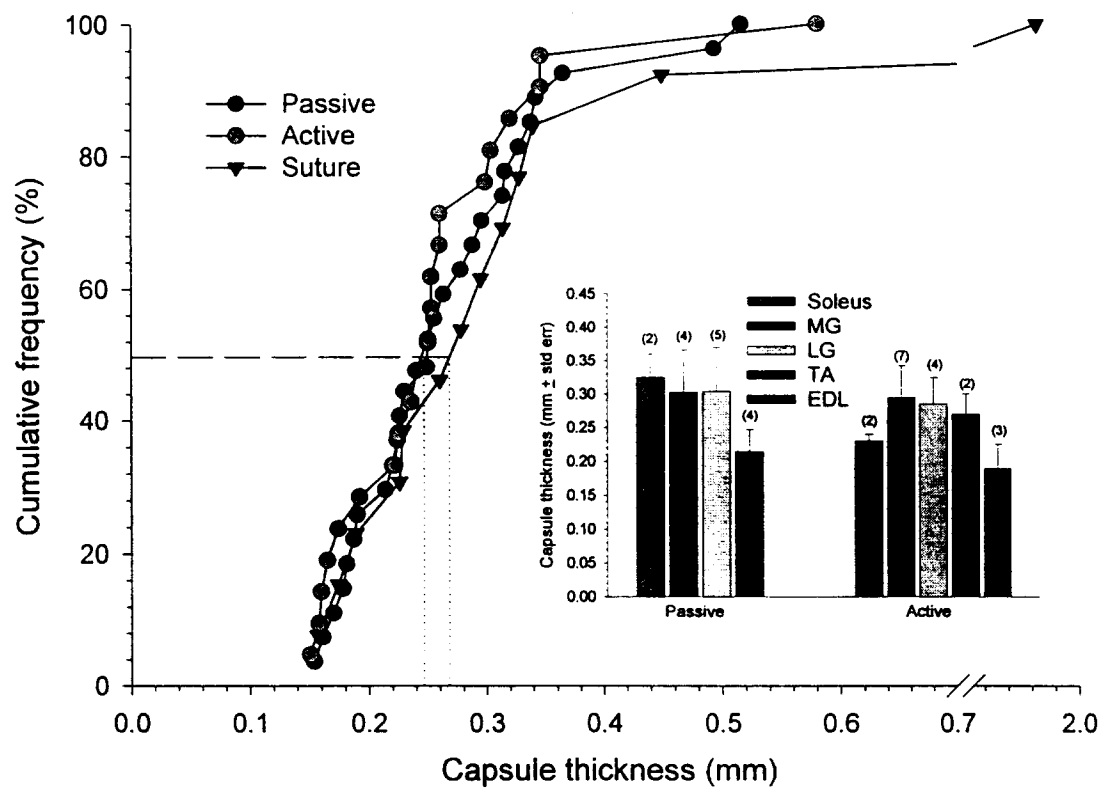 100
80
60
40
20
0
Cumulative frequency (%)
Passive
Active
Suture
0.45
0.40
0.35
0.30
0.25
0.20
0.15
0.10
0.05
0.00
Capsule thickness (mm ± std err)
Soleus
MG
LG
TA
EDL
(2) (4) (5) (4)
(2) (7) (4) (2) (3)
Passive Active
0.0 0.1 0.2 0.3 0.4 0.5 0.6 0.7 2.0
Capsule thickness (mm)